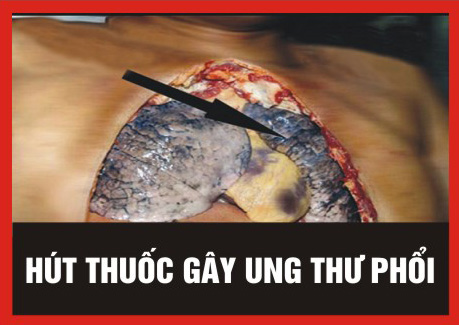 HÚT THUỐC GÂY UNG THƯ PHỔI